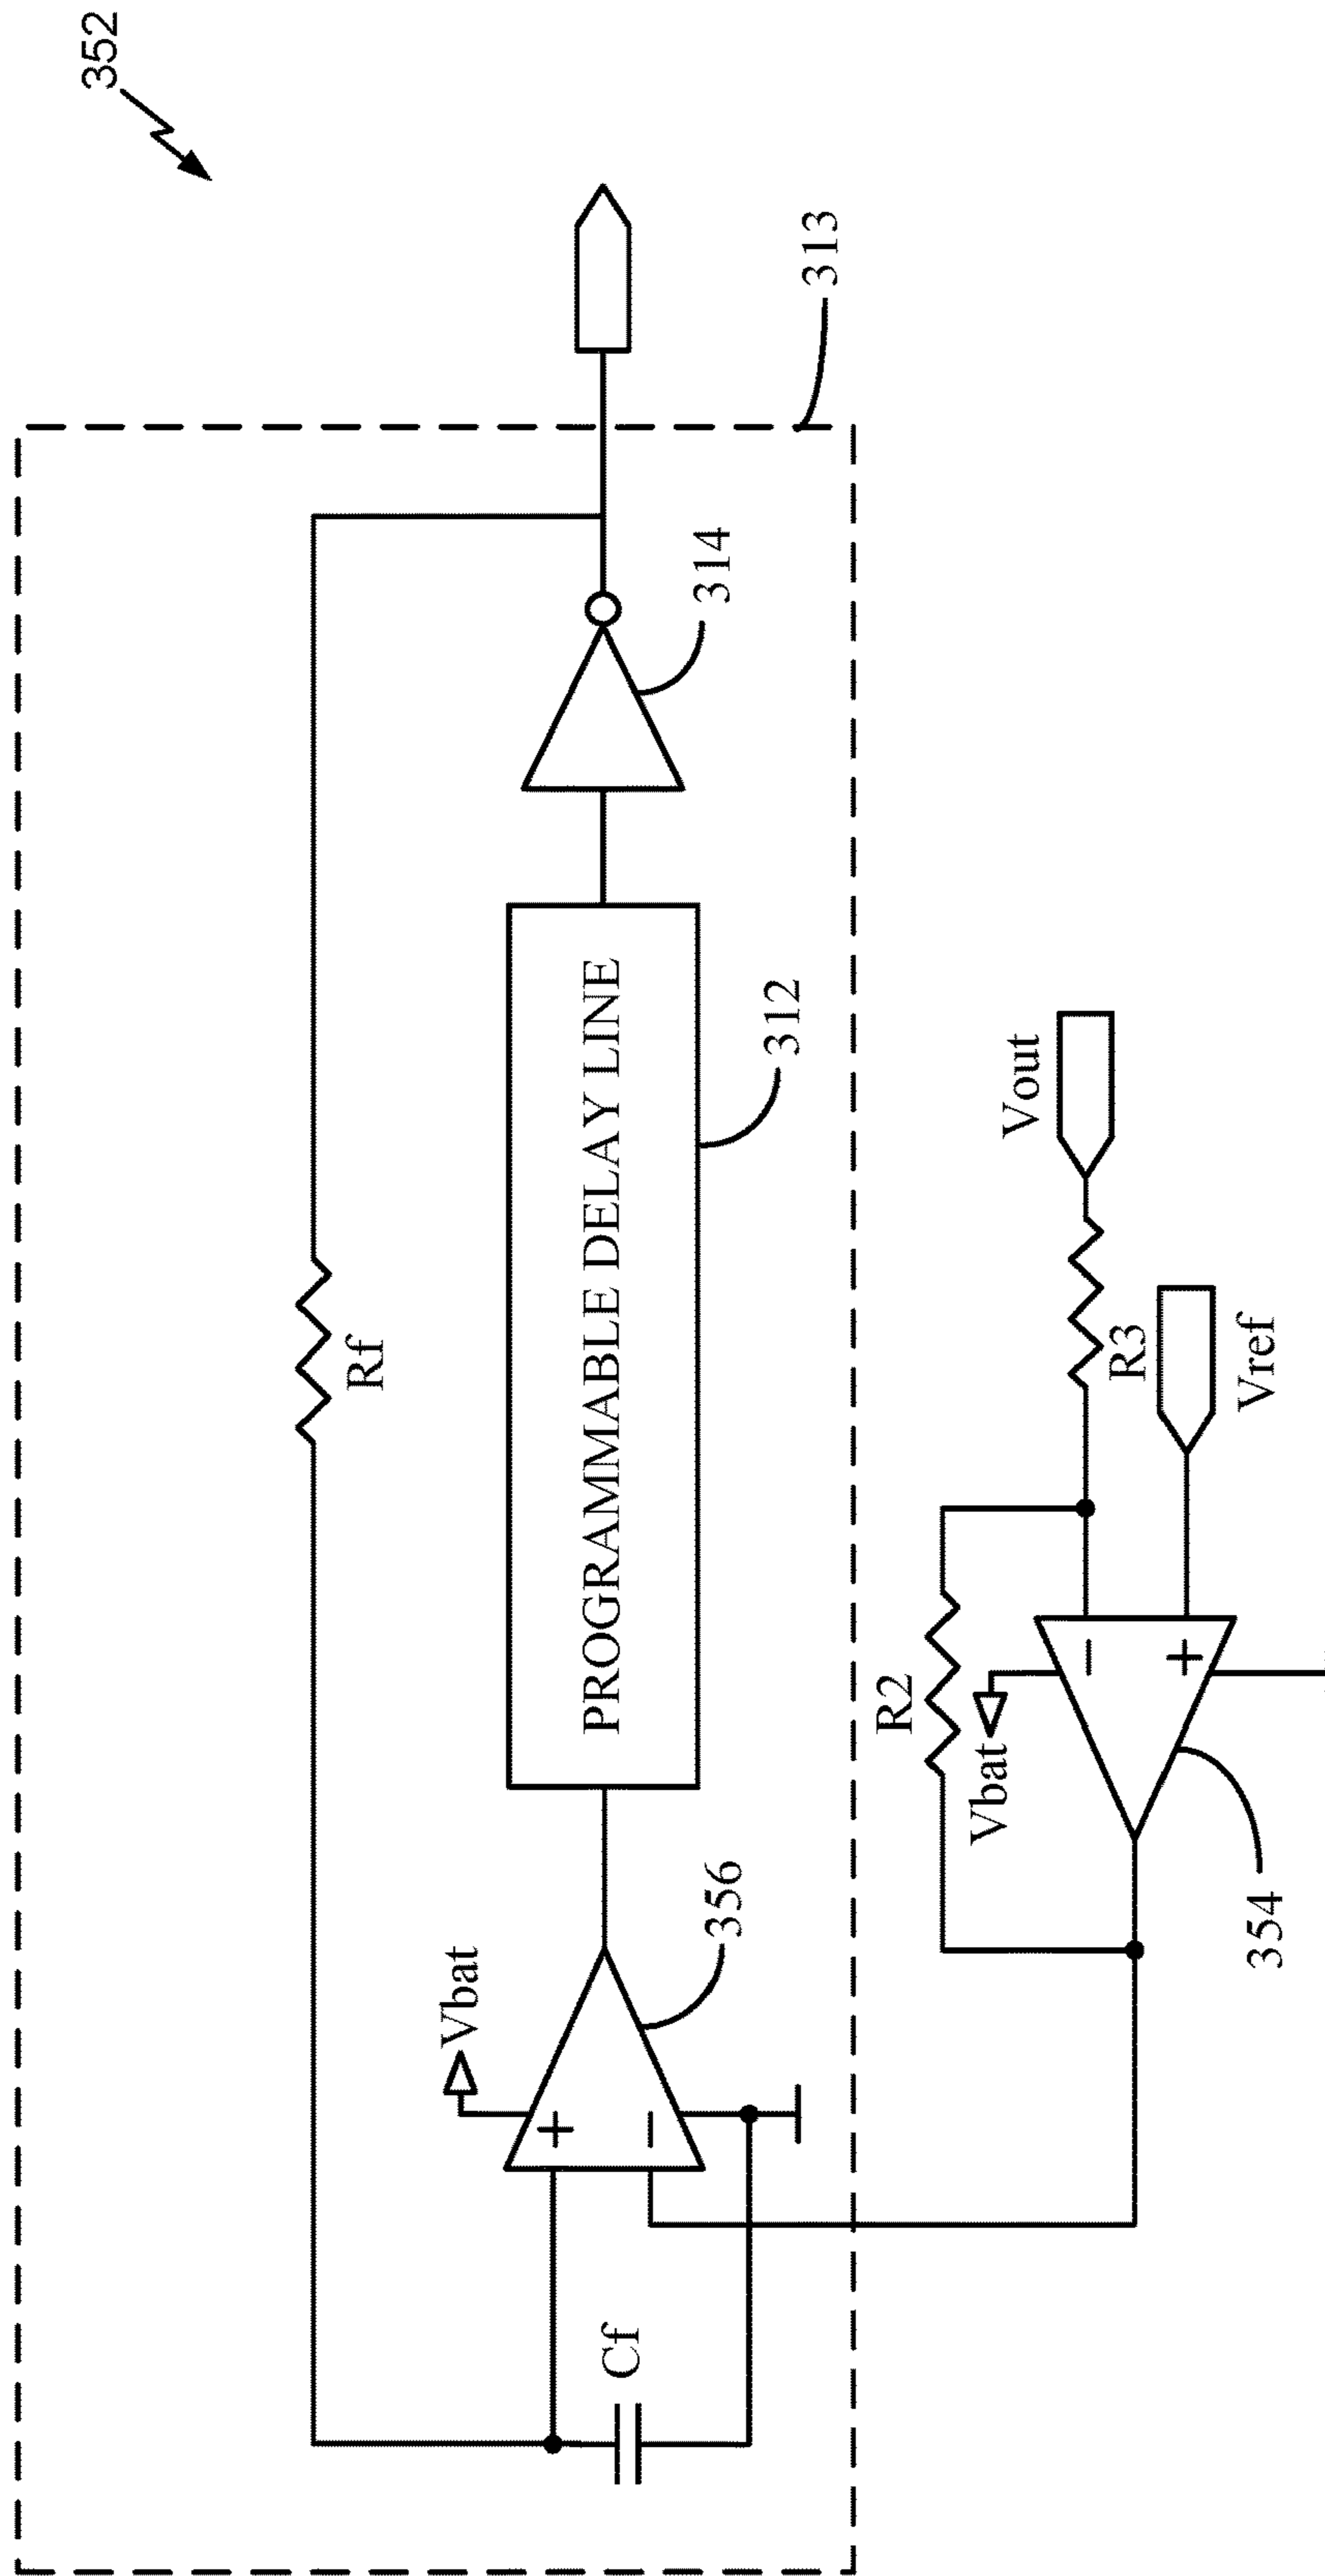 352
313
Rf
314
PROGRAMMABLE DELAY LINE
312
Vbat
+
−
356
Cf
Vout
R3
Vref
R2
Vbat
−
+
354